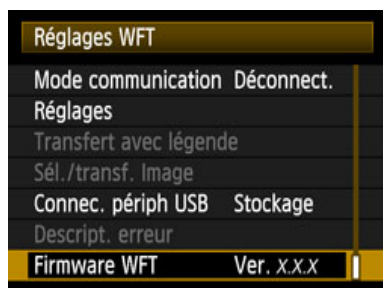 Réglages WFT
Mode communication Déconnect.
Réglages
Transfert avec légende
Sél./transf. Image
Connec. périph USB Stockage
Descript. erreur
Firmware WFT Ver. X.X.X